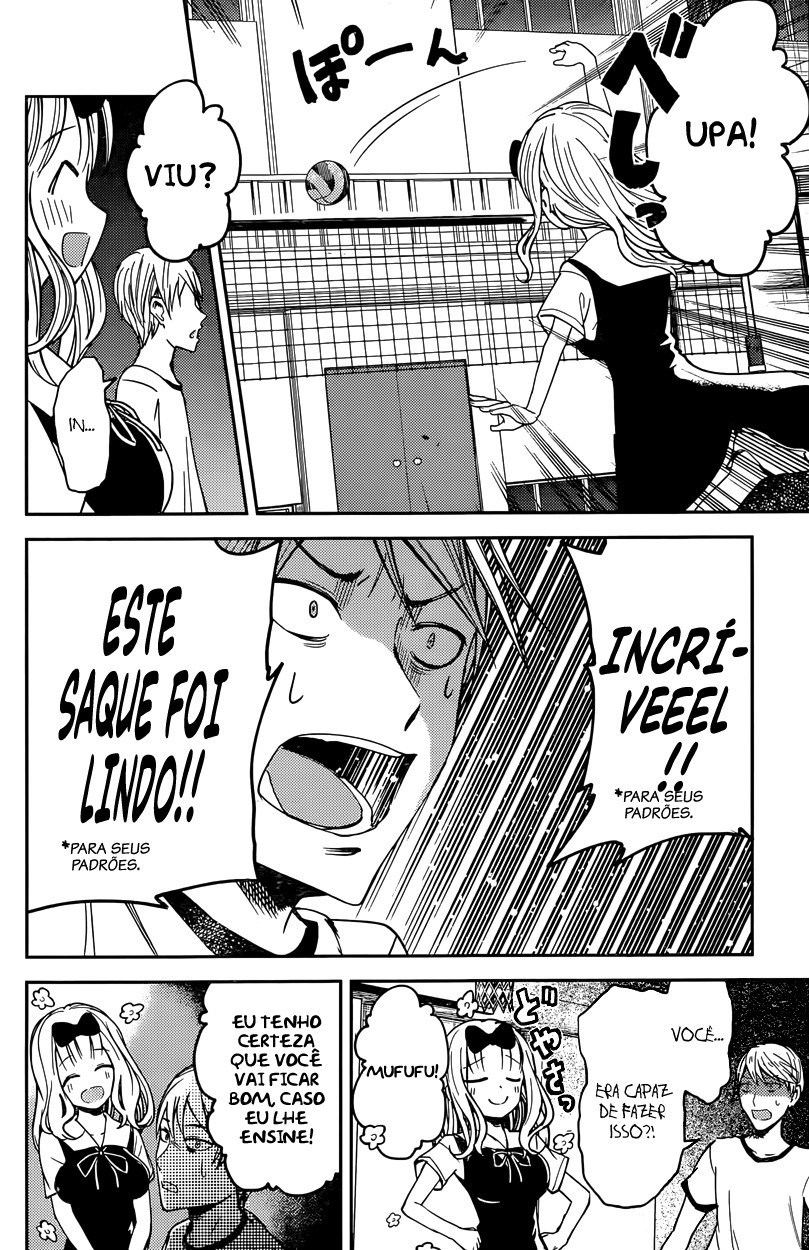 UPA!
べしっ
ぽーん
VIU?
IN...
INCRÍ-
VEEEL
!!
*PARA SEUS
PADRÕES.
ESTE
SAQUE FOI
LINDO!!
*PARA SEUS
PADRÕES.
VOCÊ...
ERA CAPAZ
DE FAZER
ISSO?!
どやさっ
MUFUFU!
EU TENHO
CERTEZA
QUE VOCÊ
VAI FICAR
BOM, CASO
EU LHE
ENSINE!